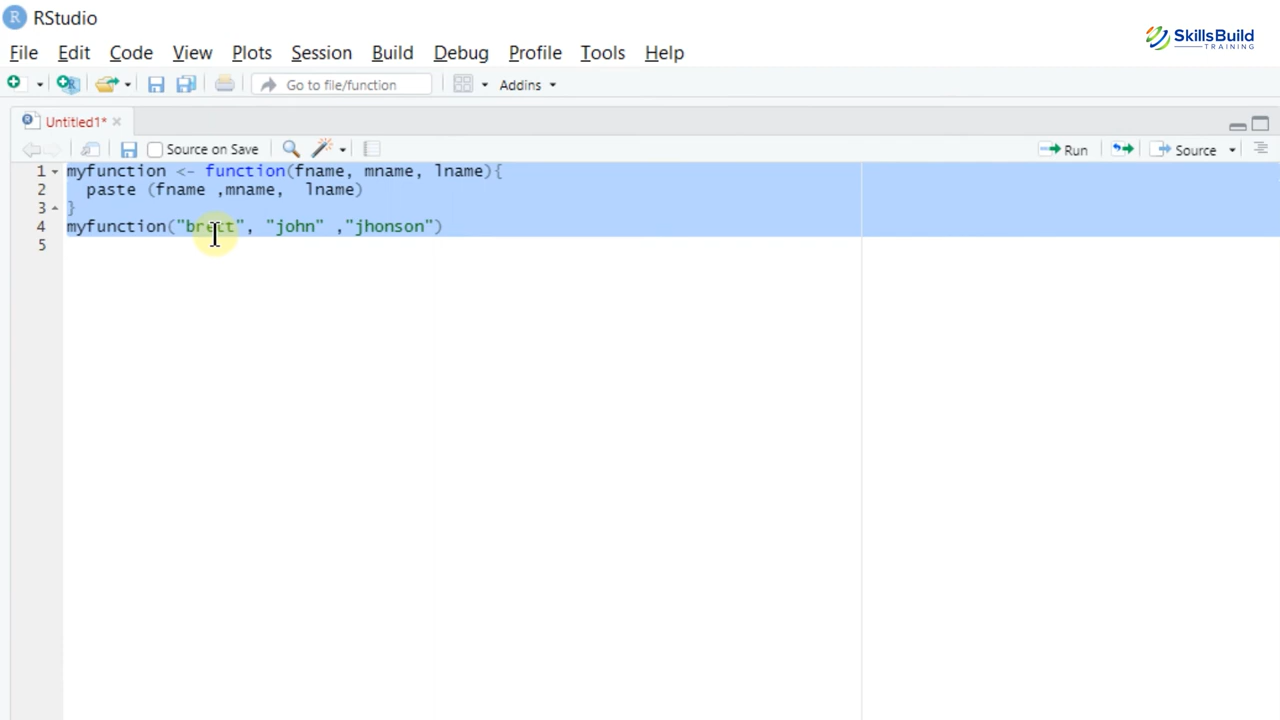 RStudio
SkillsBuild
TRAINING
File Edit Code View Plots Session Build Debug Profile Tools Help
Go to file/function Addins
Untitled1*
Source on Save Run Source
1 myfunction <- function(fname, mname, lname){
2 paste (fname ,mname, lname)
3 }
4 myfunction("brett", "john" ,"jhonson")
5